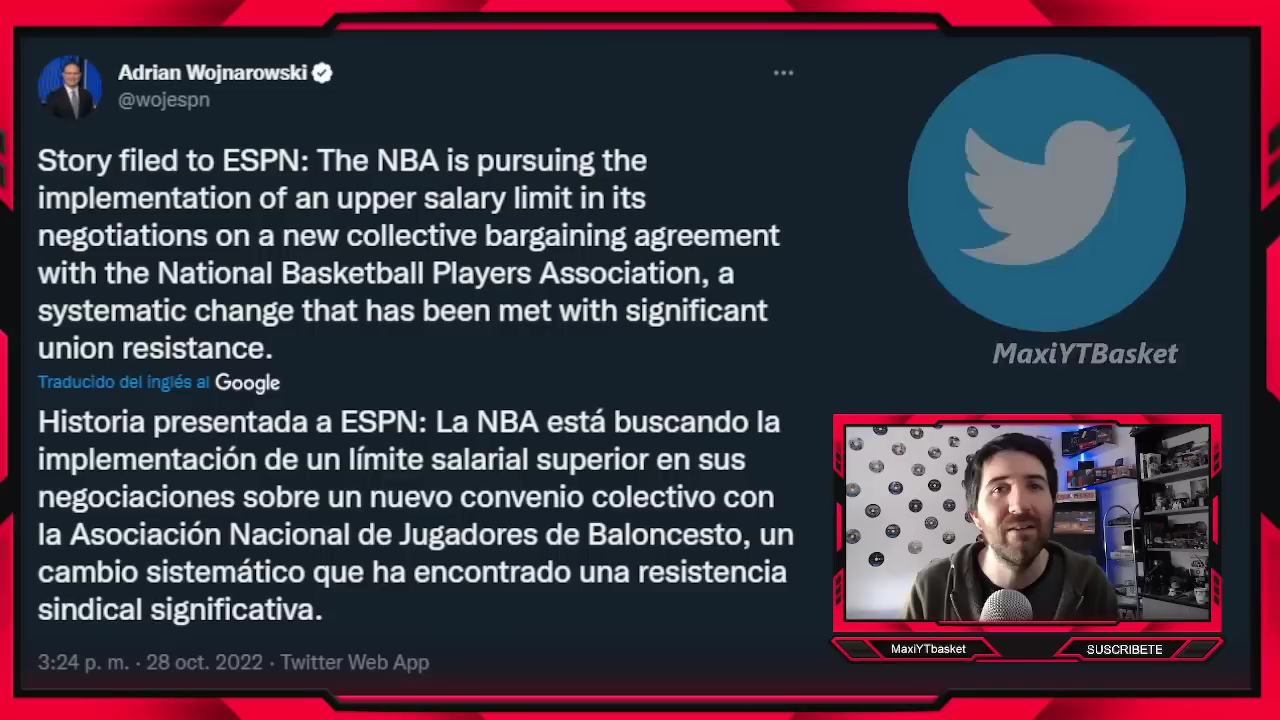 Adrian Wojnarowski
@wojespn
Story filed to ESPN: The NBA is pursuing the
implementation of an upper salary limit in its
negotiations on a new collective bargaining agreement
with the National Basketball Players Association, a
systematic change that has been met with significant
union resistance.
Traducido del inglés al Google
Historia presentada a ESPN: La NBA está buscando la
implementación de un límite salarial superior en sus
negociaciones sobre un nuevo convenio colectivo con
la Asociación Nacional de Jugadores de Baloncesto, un
cambio sistemático que ha encontrado una resistencia
sindical significativa.
3:24 p. m. · 28 oct. 2022 · Twitter Web App
MaxiYTBasket
MaxiYTbasket
SUSCRIBETE